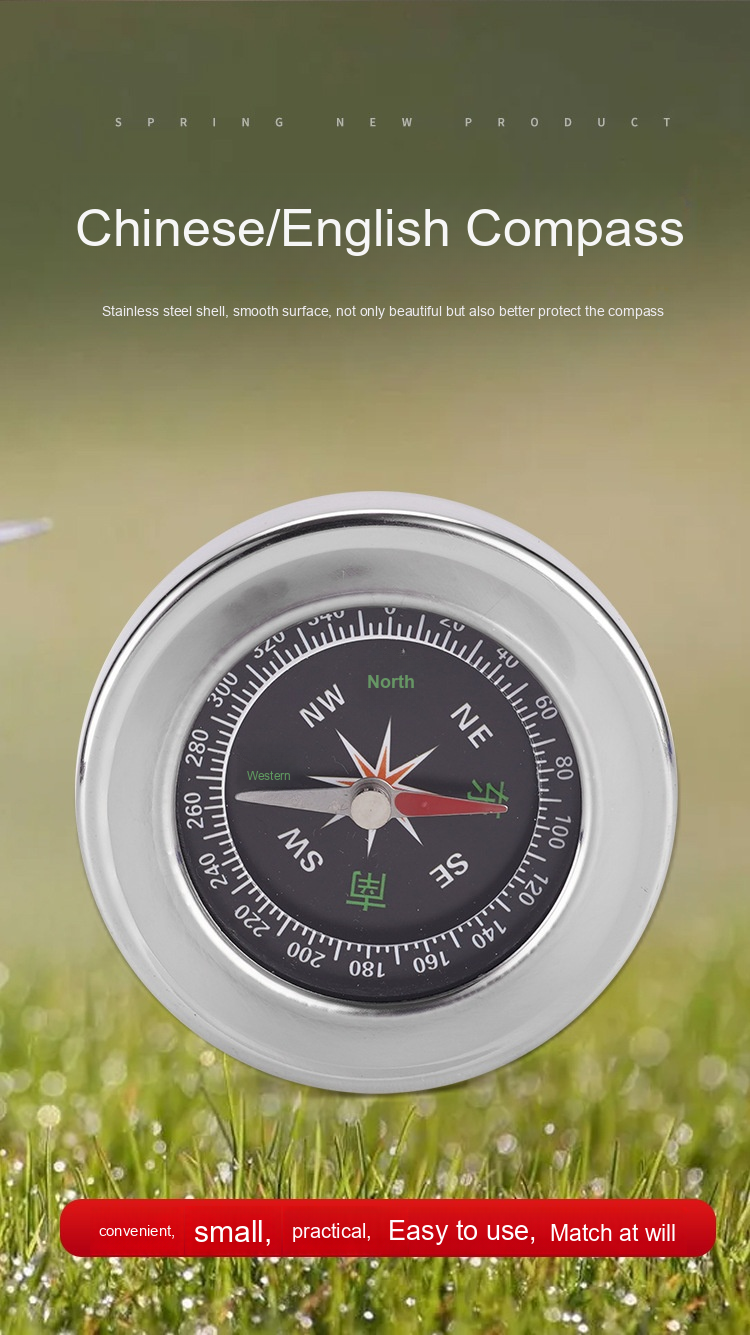 SPRING NEW PRODUCT
Chinese/English Compass
Stainless steel shell, smooth surface, not only beautiful but also better protect the compass
340 0 20
320 40
300 60
North
NW NE
280 80
Western
东
260 100
SW SE
240 120
南
220 140
200 180 160
convenient, small, practical, Easy to use, Match at will